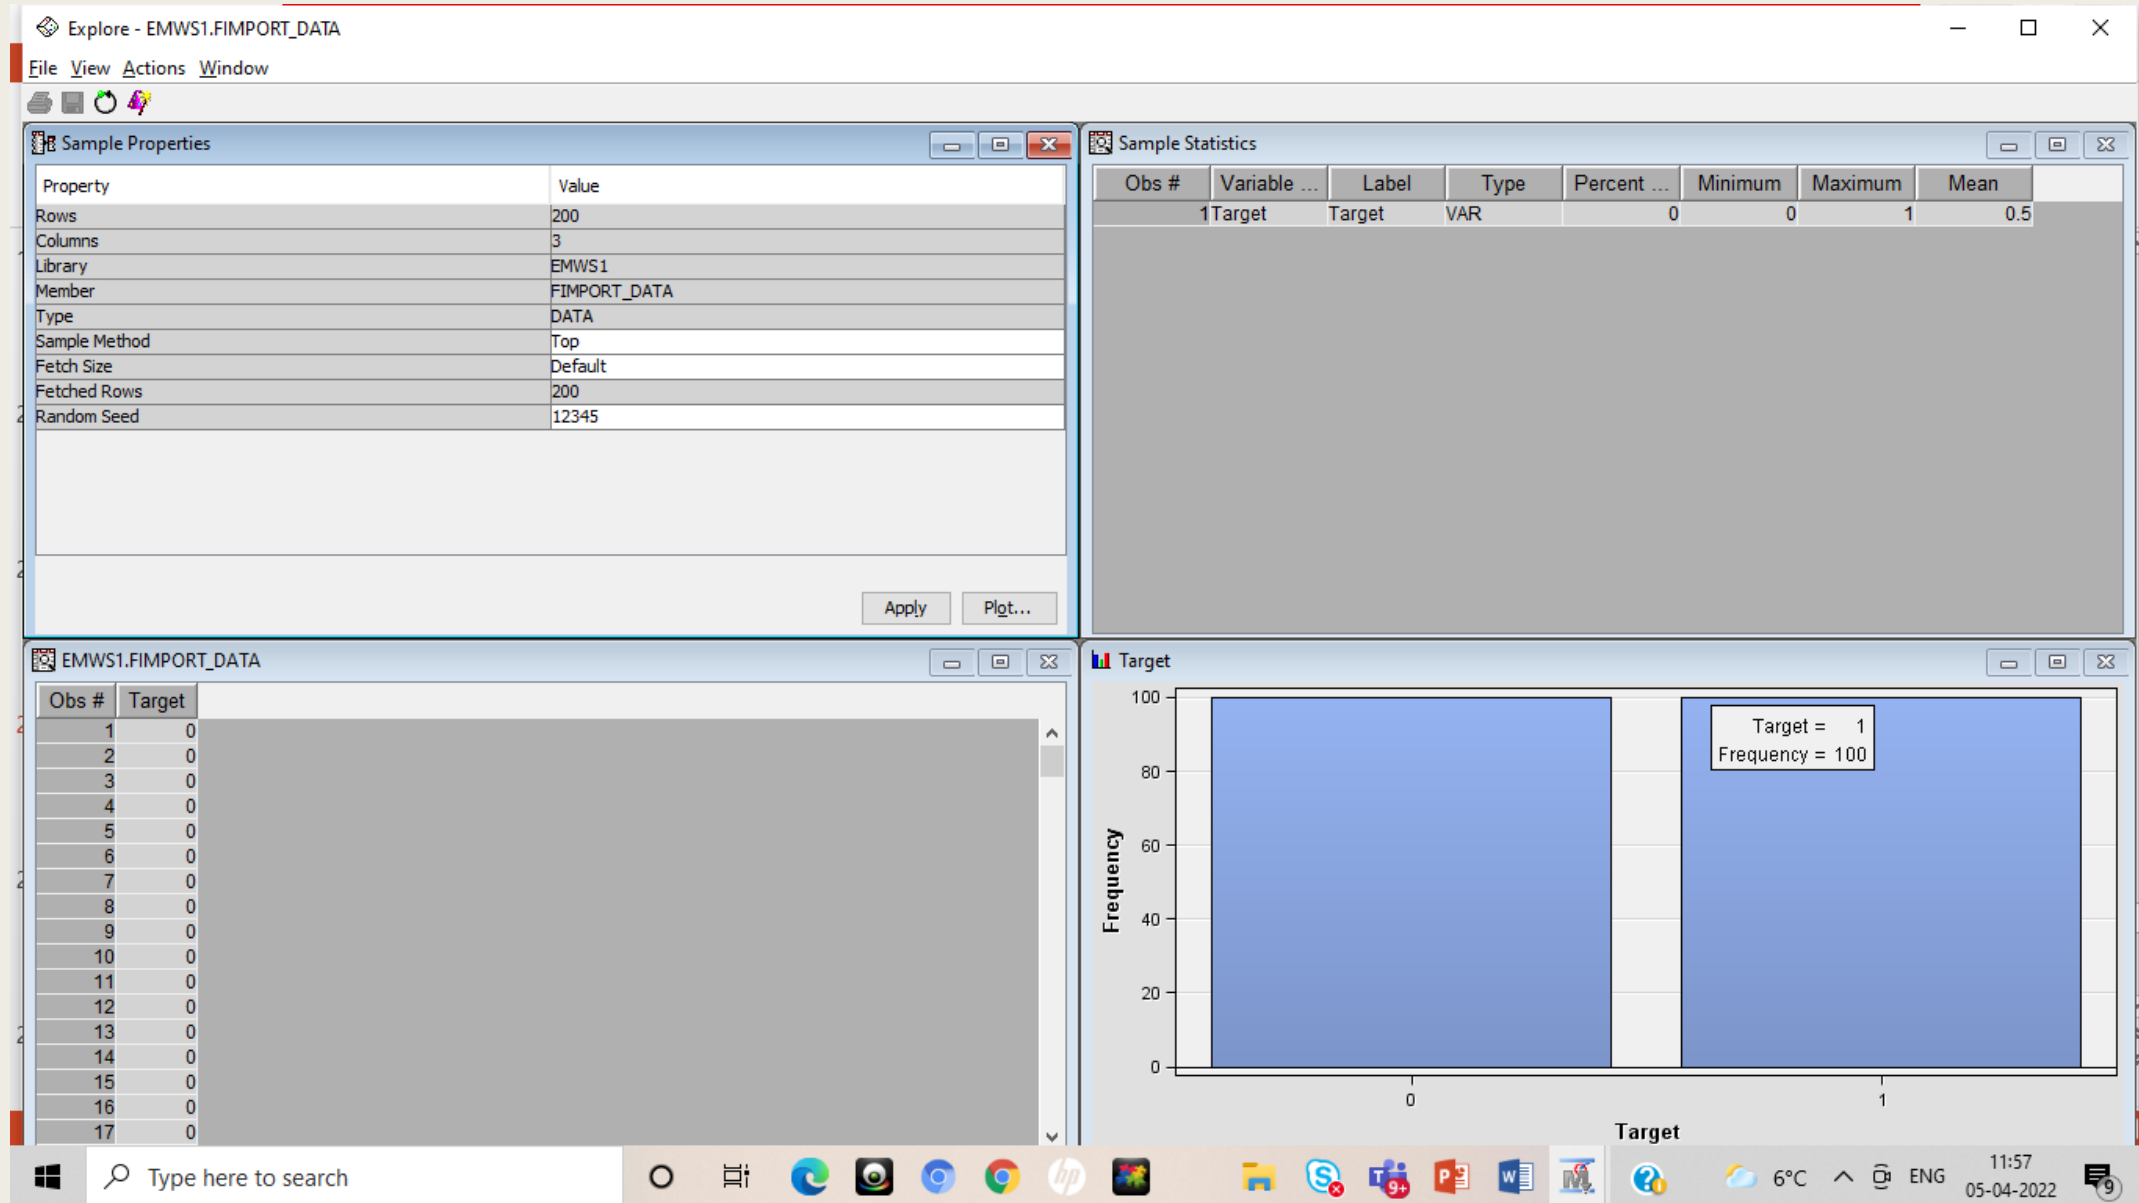 Explore - EMWS1.FIMPORT_DATA
File View Actions Window
Sample Properties
Property Value
Rows 200
Columns 3
Library EMWS1
Member FIMPORT_DATA
Type DATA
Sample Method Top
Fetch Size Default
Fetched Rows 200
Random Seed 12345
Apply Plot...
Sample Statistics
Obs # Variable ... Label Type Percent ... Minimum Maximum Mean
1 Target Target VAR 0 0 1 0.5
EMWS1.FIMPORT_DATA
Obs # Target
1 0
2 0
3 0
4 0
5 0
6 0
7 0
8 0
9 0
10 0
11 0
12 0
13 0
14 0
15 0
16 0
17 0
Target
100
80
60
40
20
0
Frequency
Target = 1
Frequency = 100
0 1
Target
Type here to search
hp
9+
6°C
ENG
11:57
05-04-2022
9